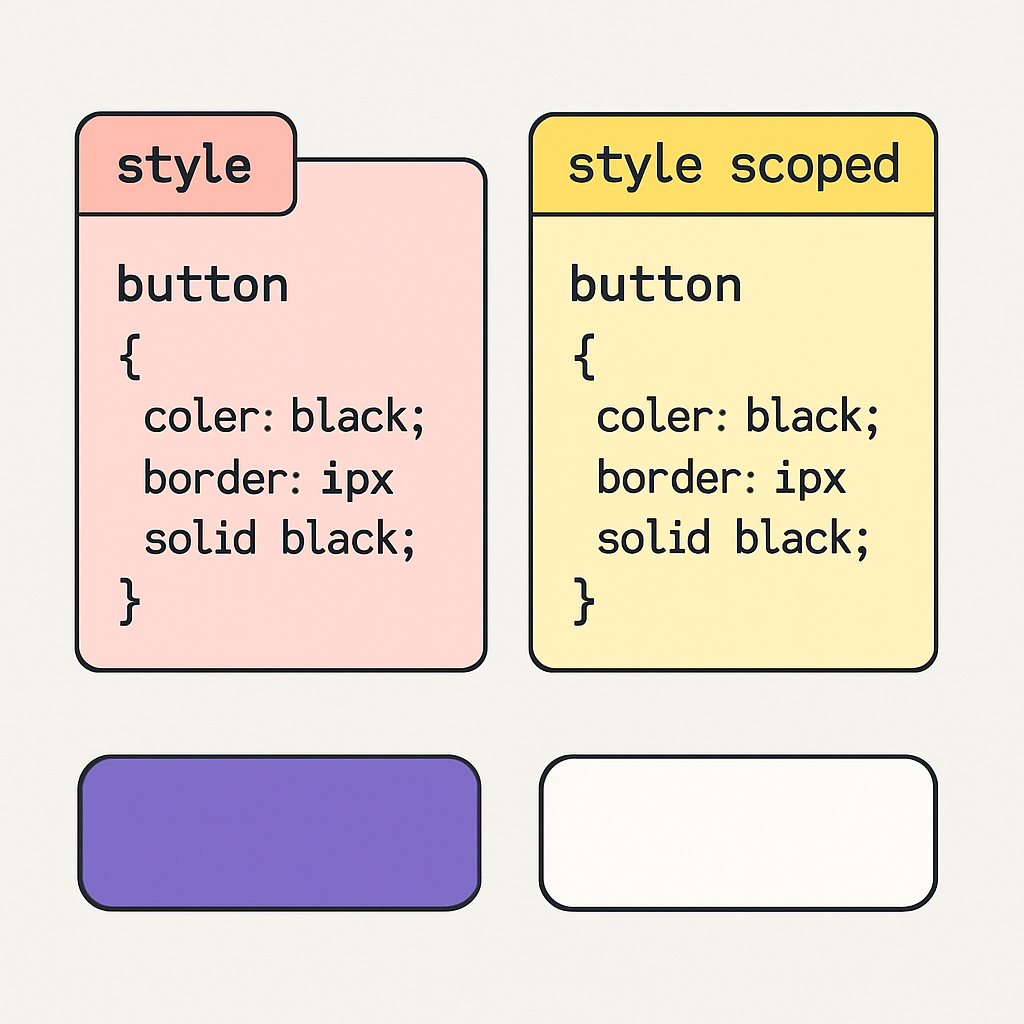 style
button
{
coler: black;
border: ipx
solid black;
}
style scoped
button
{
coler: black;
border: ipx
solid black;
}